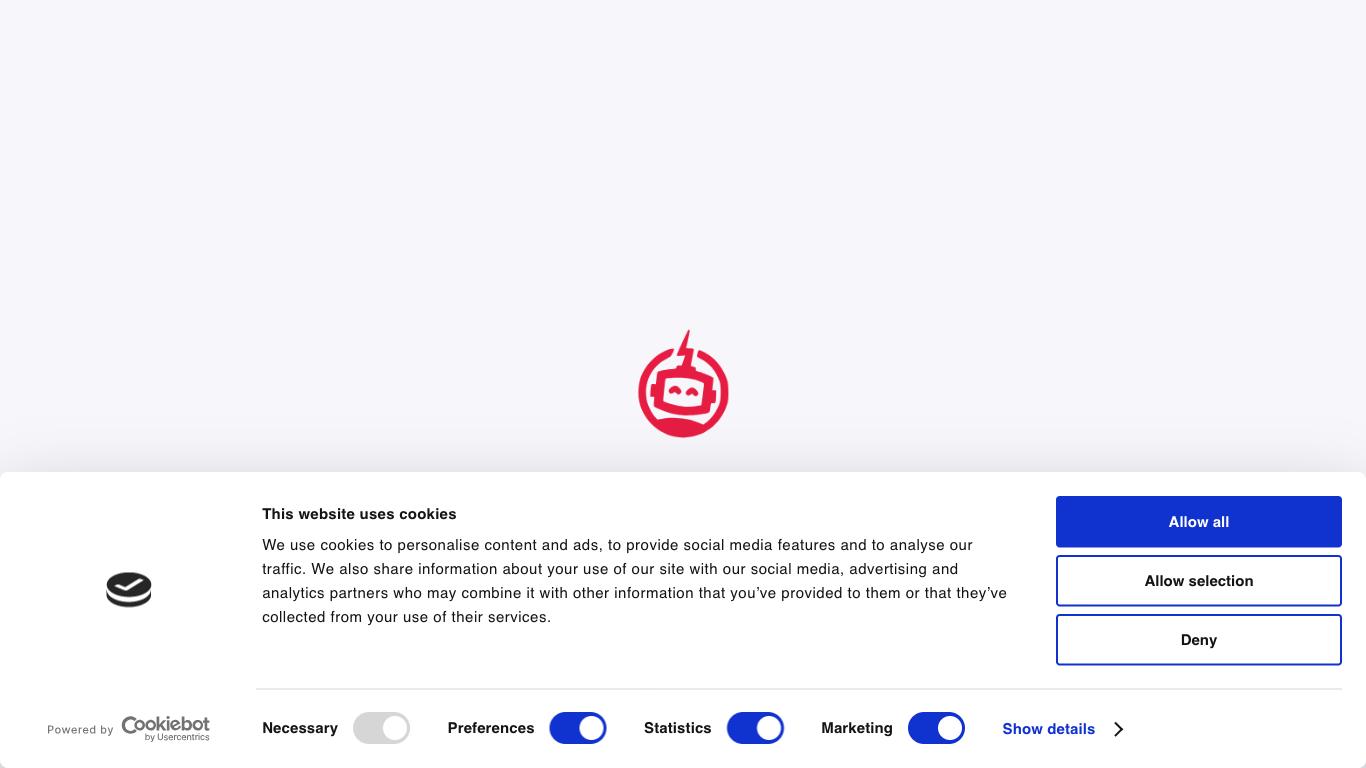 This website uses cookies
We use cookies to personalise content and ads, to provide social media features and to analyse our
traffic. We also share information about your use of our site with our social media, advertising and
analytics partners who may combine it with other information that you’ve provided to them or that they’ve
collected from your use of their services.
Allow all
Allow selection
Deny
Powered by Cookiebot
by Usercentrics
Necessary
Preferences
Statistics
Marketing
Show details